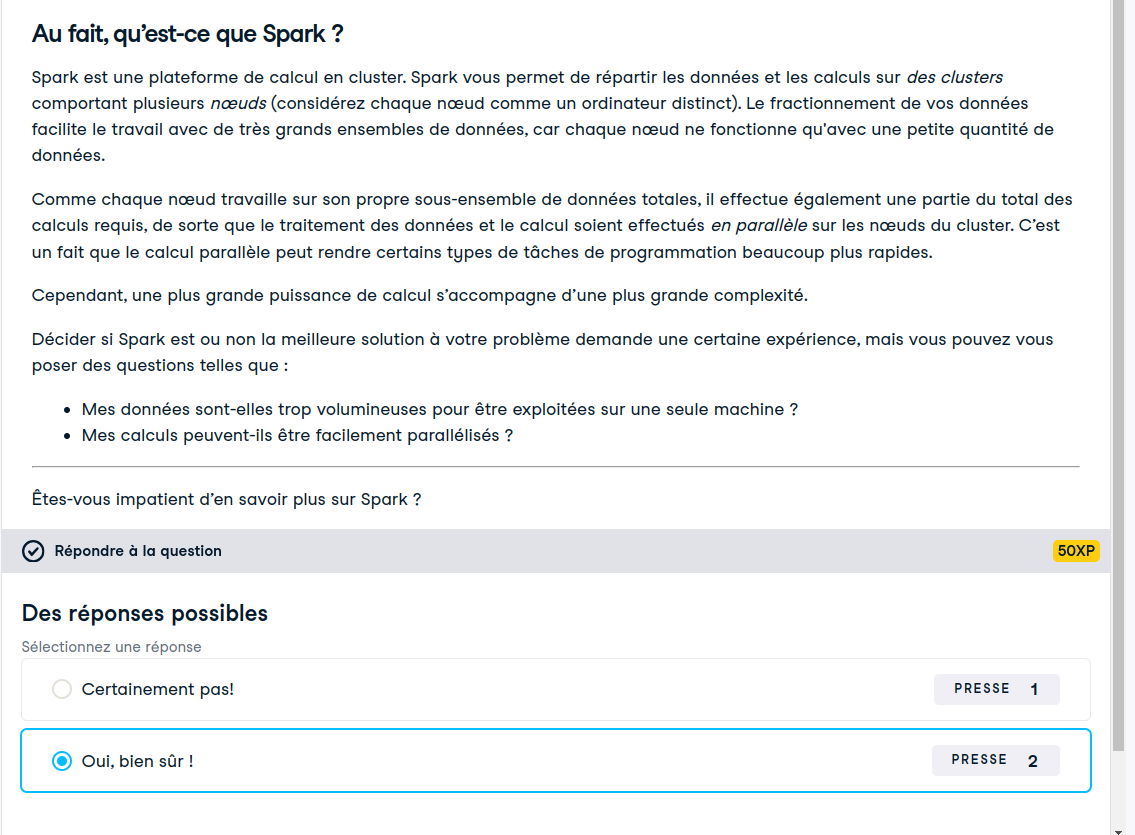 Au fait, qu’est-ce que Spark ?
Spark est une plateforme de calcul en cluster. Spark vous permet de répartir les données et les calculs sur des clusters
comportant plusieurs nœuds (considérez chaque nœud comme un ordinateur distinct). Le fractionnement de vos données
facilite le travail avec de très grands ensembles de données, car chaque nœud ne fonctionne qu'avec une petite quantité de
données.
Comme chaque nœud travaille sur son propre sous-ensemble de données totales, il effectue également une partie du total des
calculs requis, de sorte que le traitement des données et le calcul soient effectués en parallèle sur les nœuds du cluster. C’est
un fait que le calcul parallèle peut rendre certains types de tâches de programmation beaucoup plus rapides.
Cependant, une plus grande puissance de calcul s’accompagne d’une plus grande complexité.
Décider si Spark est ou non la meilleure solution à votre problème demande une certaine expérience, mais vous pouvez vous
poser des questions telles que :
• Mes données sont-elles trop volumineuses pour être exploitées sur une seule machine ?
• Mes calculs peuvent-ils être facilement parallélisés ?
Êtes-vous impatient d’en savoir plus sur Spark ?
Répondre à la question 50XP
Des réponses possibles
Sélectionnez une réponse
Certainement pas! PRESSE 1
Oui, bien sûr ! PRESSE 2